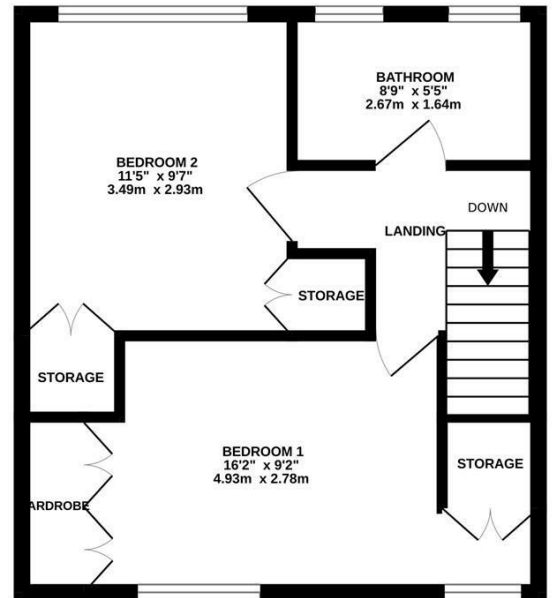 BATHROOM
8'9" x 5'5"
2.67m x 1.64m
BEDROOM 2
11'5" x 9'7"
3.49m x 2.93m
DOWN
LANDING
STORAGE
STORAGE
BEDROOM 1
16'2" x 9'2"
4.93m x 2.78m
STORAGE
ARDROBE